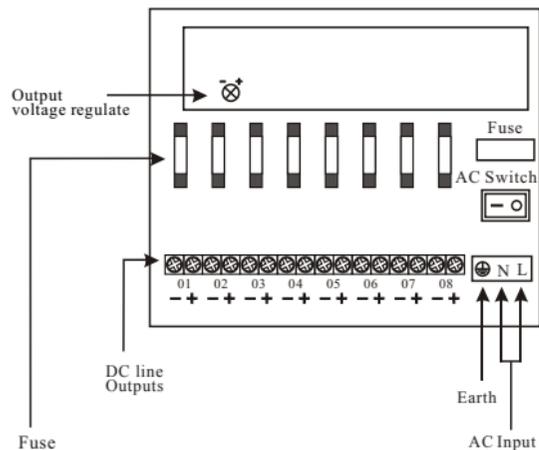 - +
Output
voltage regulate
Fuse
AC Switch
- O
01 02 03 04 05 06 07 08
- + - + - + - + - + - + - + - +
N L
DC line
Outputs
Earth
Fuse
AC Input